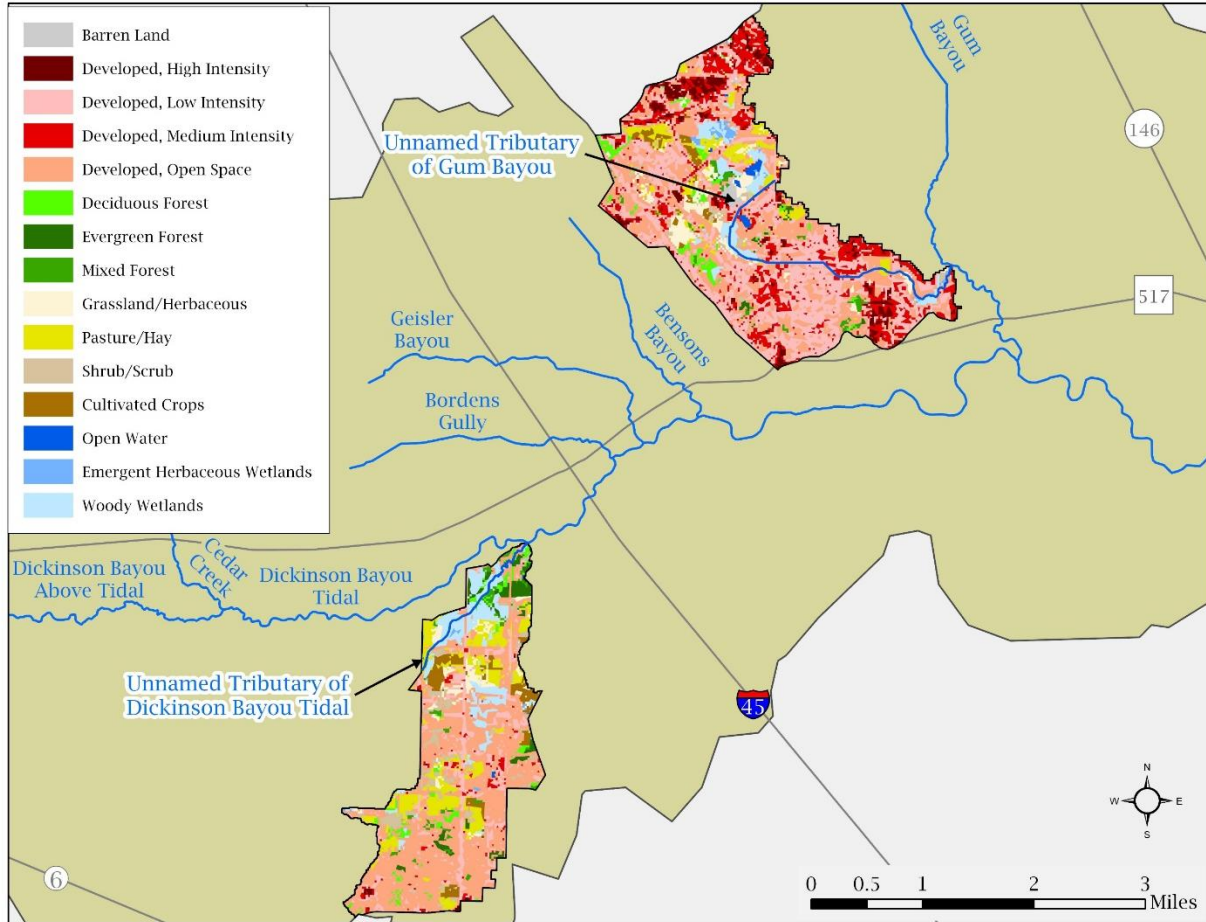 Barren Land
Developed, High Intensity
Developed, Low Intensity
Developed, Medium Intensity
Developed, Open Space
Deciduous Forest
Evergreen Forest
Mixed Forest
Grassland/Herbaceous
Pasture/Hay
Shrub/Scrub
Cultivated Crops
Open Water
Emergent Herbaceous Wetlands
Woody Wetlands
Gum
Bayou
146
Unnamed Tributary
of Gum Bayou
517
Geisler
Bayou
Bensons
Bayou
Bordens
Gully
Cedar
Creek
Dickinson Bayou
Above Tidal
Dickinson Bayou
Tidal
Unnamed Tributary of
Dickinson Bayou Tidal
45
N
W E
S
6
0 0.5 1 2 3
Miles